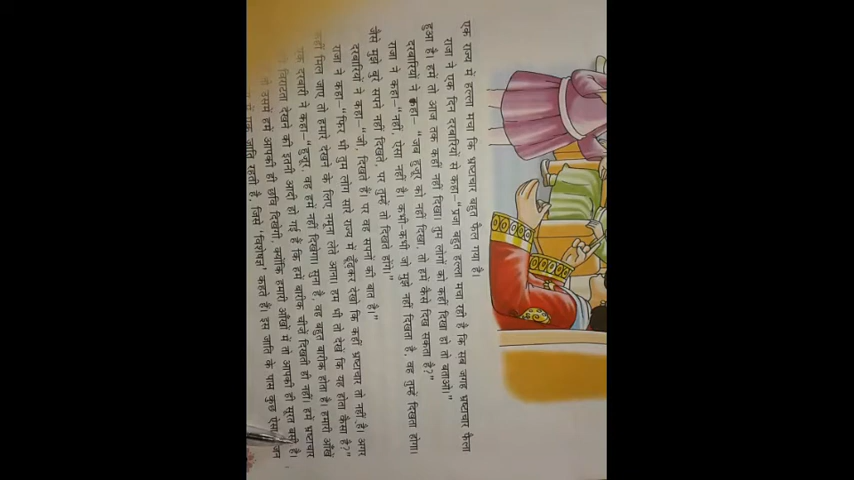 एक राज्य में हल्ला मचा कि भ्रष्टाचार बहुत फैल गया है।
राजा ने एक दिन दरबारियों से कहा–“प्रजा बहुत हल्ला मचा रही है कि सब जगह भ्रष्टाचार फैला
हुआ है। हमें तो आज तक कहीं नहीं दिखा। तुम लोगों को कहीं दिखा हो तो बताओ।”
दरबारियों ने कहा– “जब हुजूर को नहीं दिखा, तो हमें कैसे दिख सकता है?”
राजा ने कहा–“नहीं, ऐसा नहीं है। कभी-कभी जो मुझे नहीं दिखता है, वह तुम्हें दिखता होगा।
जैसे मुझे बुरे सपने नहीं दिखते, पर तुम्हें तो दिखते होंगे।”
दरबारियों ने कहा–“जी, दिखते हैं। पर वह सपनों की बात है।”
राजा ने कहा–“फिर भी तुम लोग सारे राज्य में ढूँढ़कर देखो कि कहीं भ्रष्टाचार तो नहीं है। अगर
कहीं मिल जाए तो हमारे देखने के लिए नमूना लेते आना। हम भी तो देखें कि यह होता कैसा है?”
एक दरबारी ने कहा–“हुजूर, वह हमें नहीं दिखेगा। सुना है, वह बहुत बारीक होता है। हमारी आँखें
विराटता देखने की इतनी आदी हो गई हैं कि हमें बारीक चीज़ें दिखती ही नहीं। हमें भ्रष्टाचार
उसमें हमें आपकी ही छवि दिखेगी, क्योंकि हमारी आँखों में तो आपकी ही सूरत बसी है।
एक जाति रहती है, जिसे ‘विशेषज्ञ’ कहते हैं। इस जाति के पास कुछ ऐसा